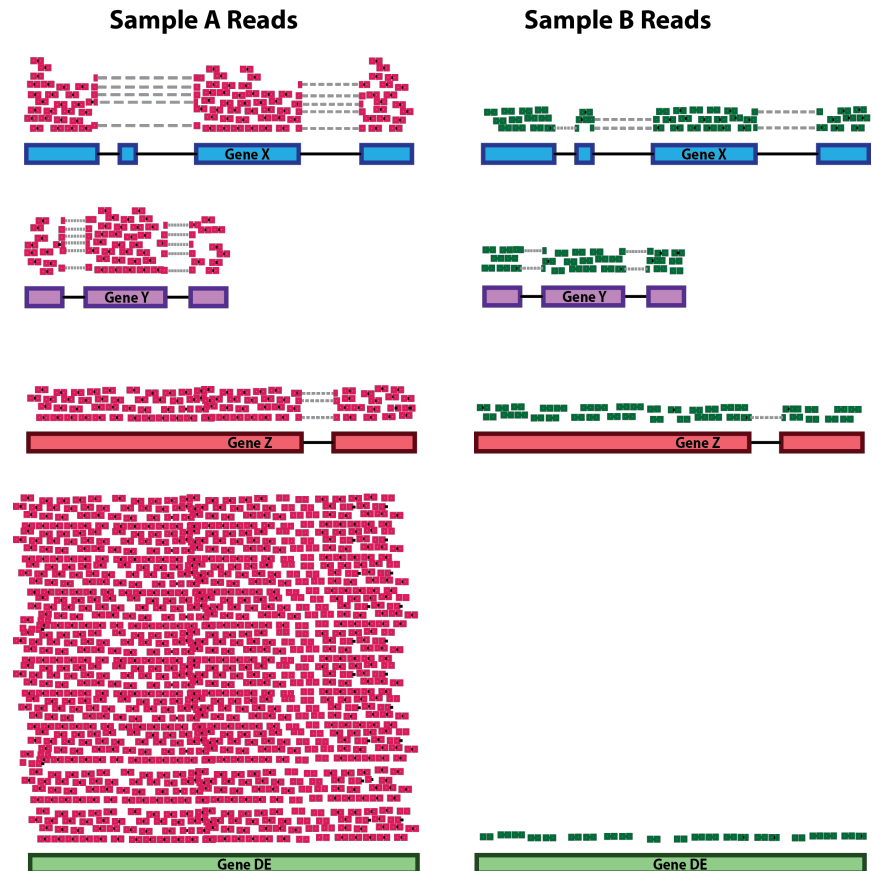 Sample A Reads
Sample B Reads
Gene X
Gene X
Gene Y
Gene Y
Gene Z
Gene Z
Gene DE
Gene DE